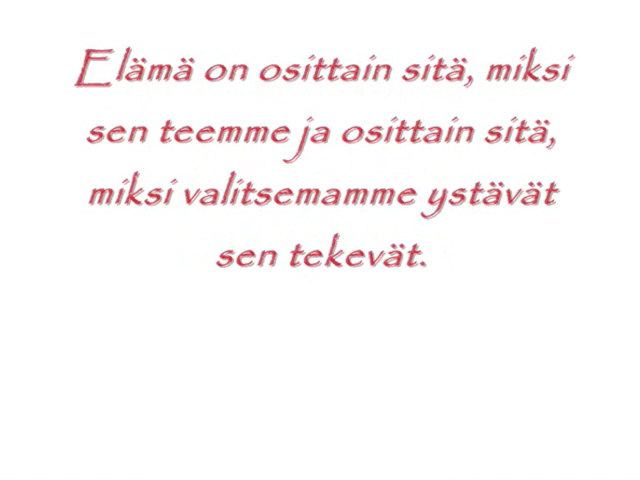 Elämä on osittain sitä, miksi
sen teemme ja osittain sitä,
miksi valitsemamme ystävät
sen tekevät.